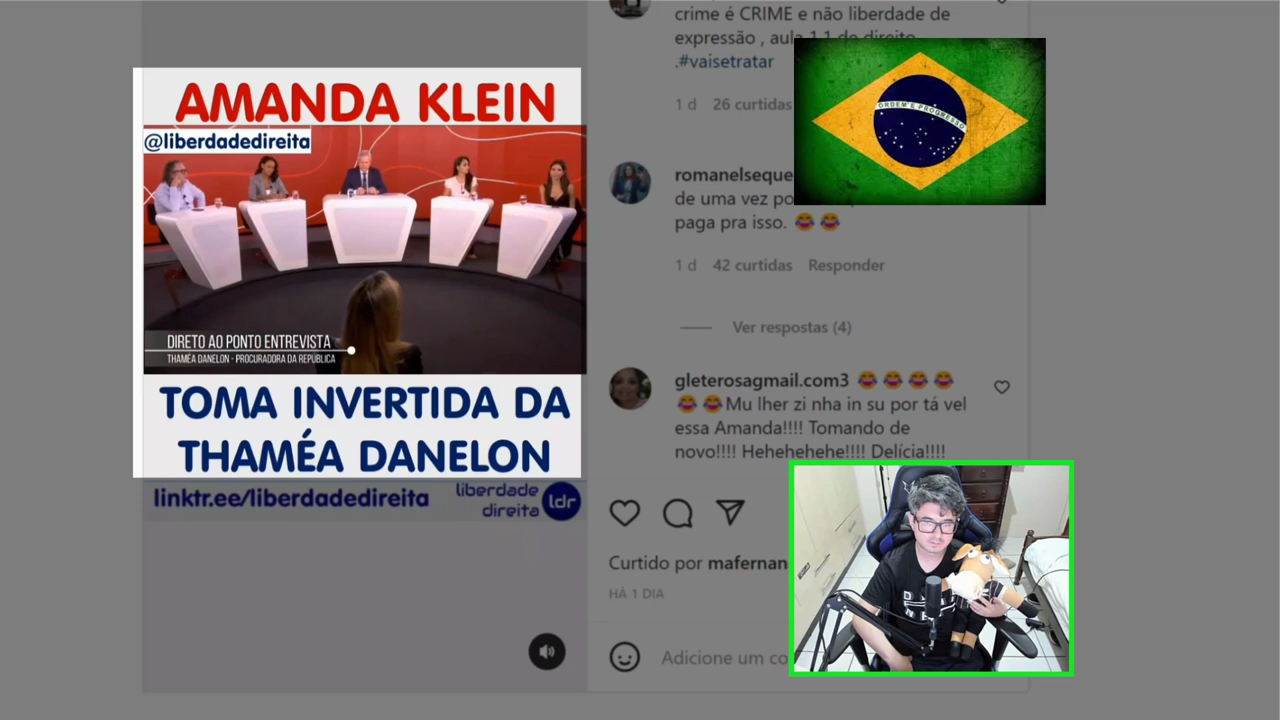 AMANDA KLEIN
@liberdadedireita
DIRETO AO PONTO ENTREVISTA
THAMÉA DANELON - PROCURADORA DA REPÚBLICA
TOMA INVERTIDA DA
THAMÉA DANELON
linktr.ee/liberdadedireita
liberdade
direita
ldr
crime é CRIME e não liberdade de
expressão , aula 1.1 de direito
.#vaisetratar
1 d 26 curtidas
ORDEM E PROGRESSO
romanelseque
de uma vez po
paga pra isso. 😂😂
1 d 42 curtidas Responder
Ver respostas (4)
gleterosagmail.com3 😂😂😂😂
😂😂Mu lher zi nha in su por tá vel
essa Amanda!!!! Tomando de
novo!!!! Hehehehehe!!!! Delícia!!!!
Curtido por mafernan
HÁ 1 DIA
Adicione um co